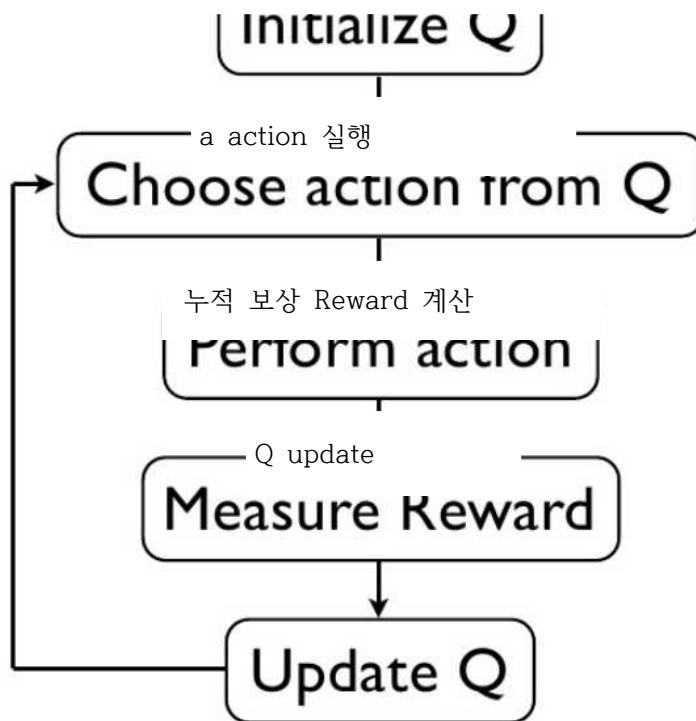 Initialize Q
a action 실행
Choose action from Q
누적 보상 Reward 계산
Perform action
Q update
Measure Reward
Update Q